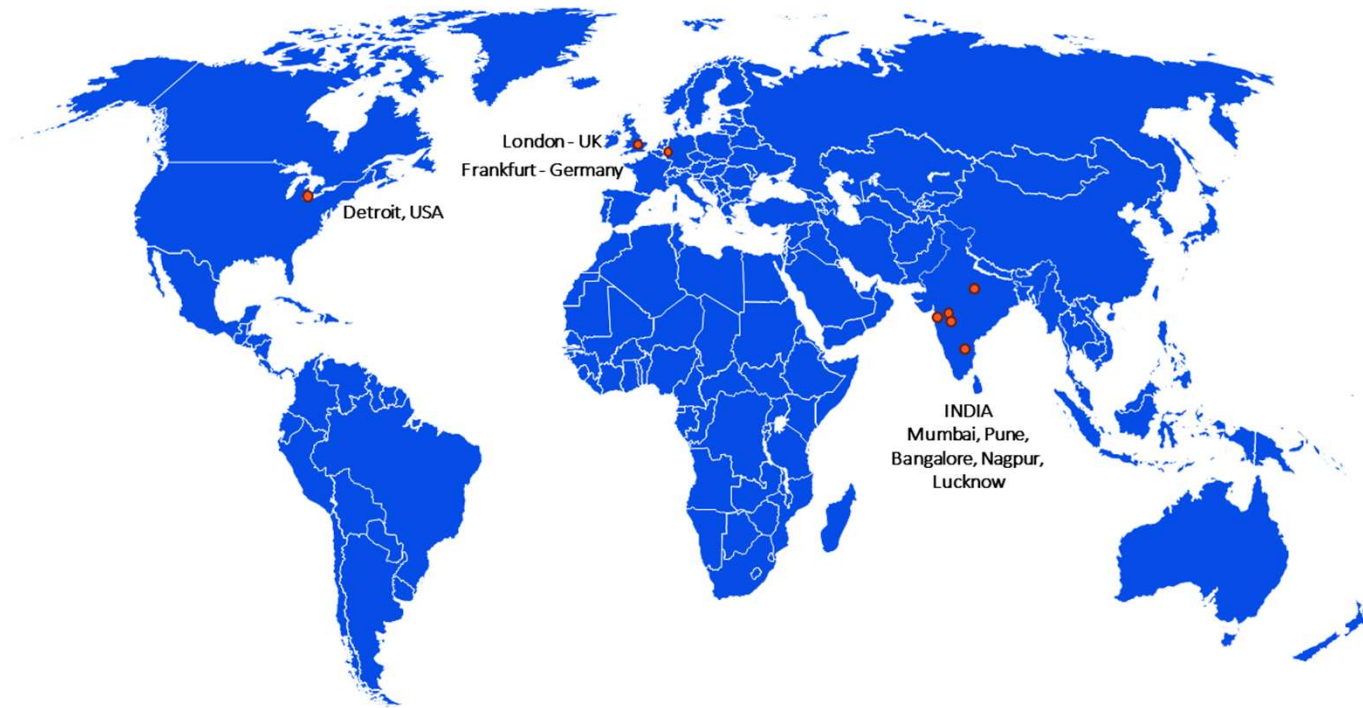 London - UK
Frankfurt - Germany
Detroit, USA
INDIA
Mumbai, Pune,
Bangalore, Nagpur,
Lucknow